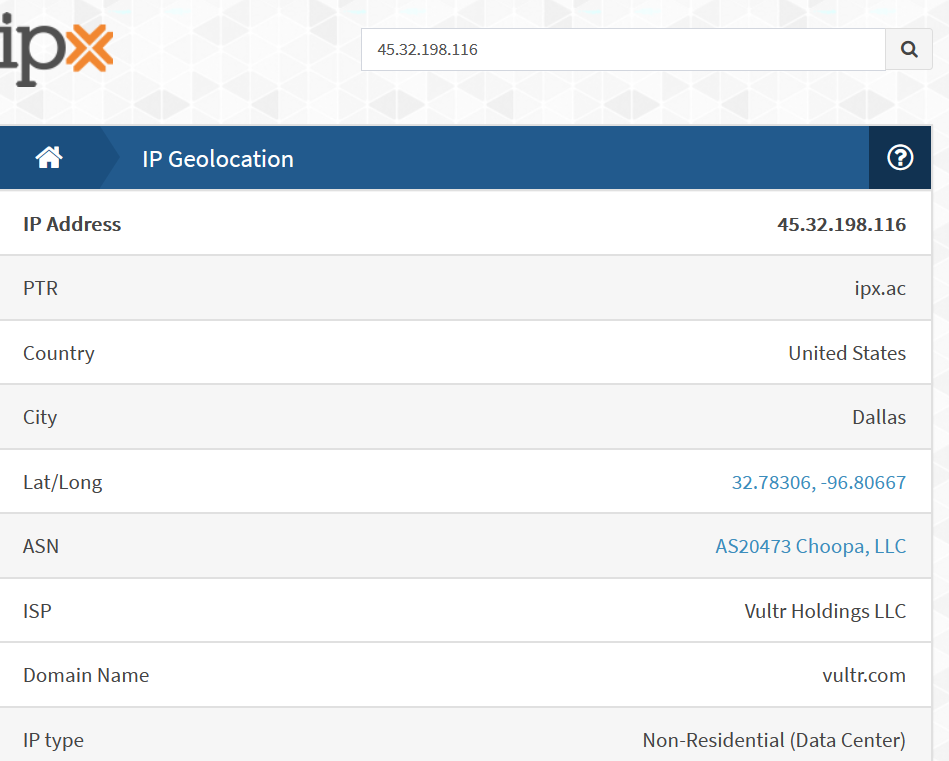 ipx
45.32.198.116
IP Geolocation
IP Address 45.32.198.116
PTR ipx.ac
Country United States
City Dallas
Lat/Long 32.78306, -96.80667
ASN AS20473 Choopa, LLC
ISP Vultr Holdings LLC
Domain Name vultr.com
IP type Non-Residential (Data Center)